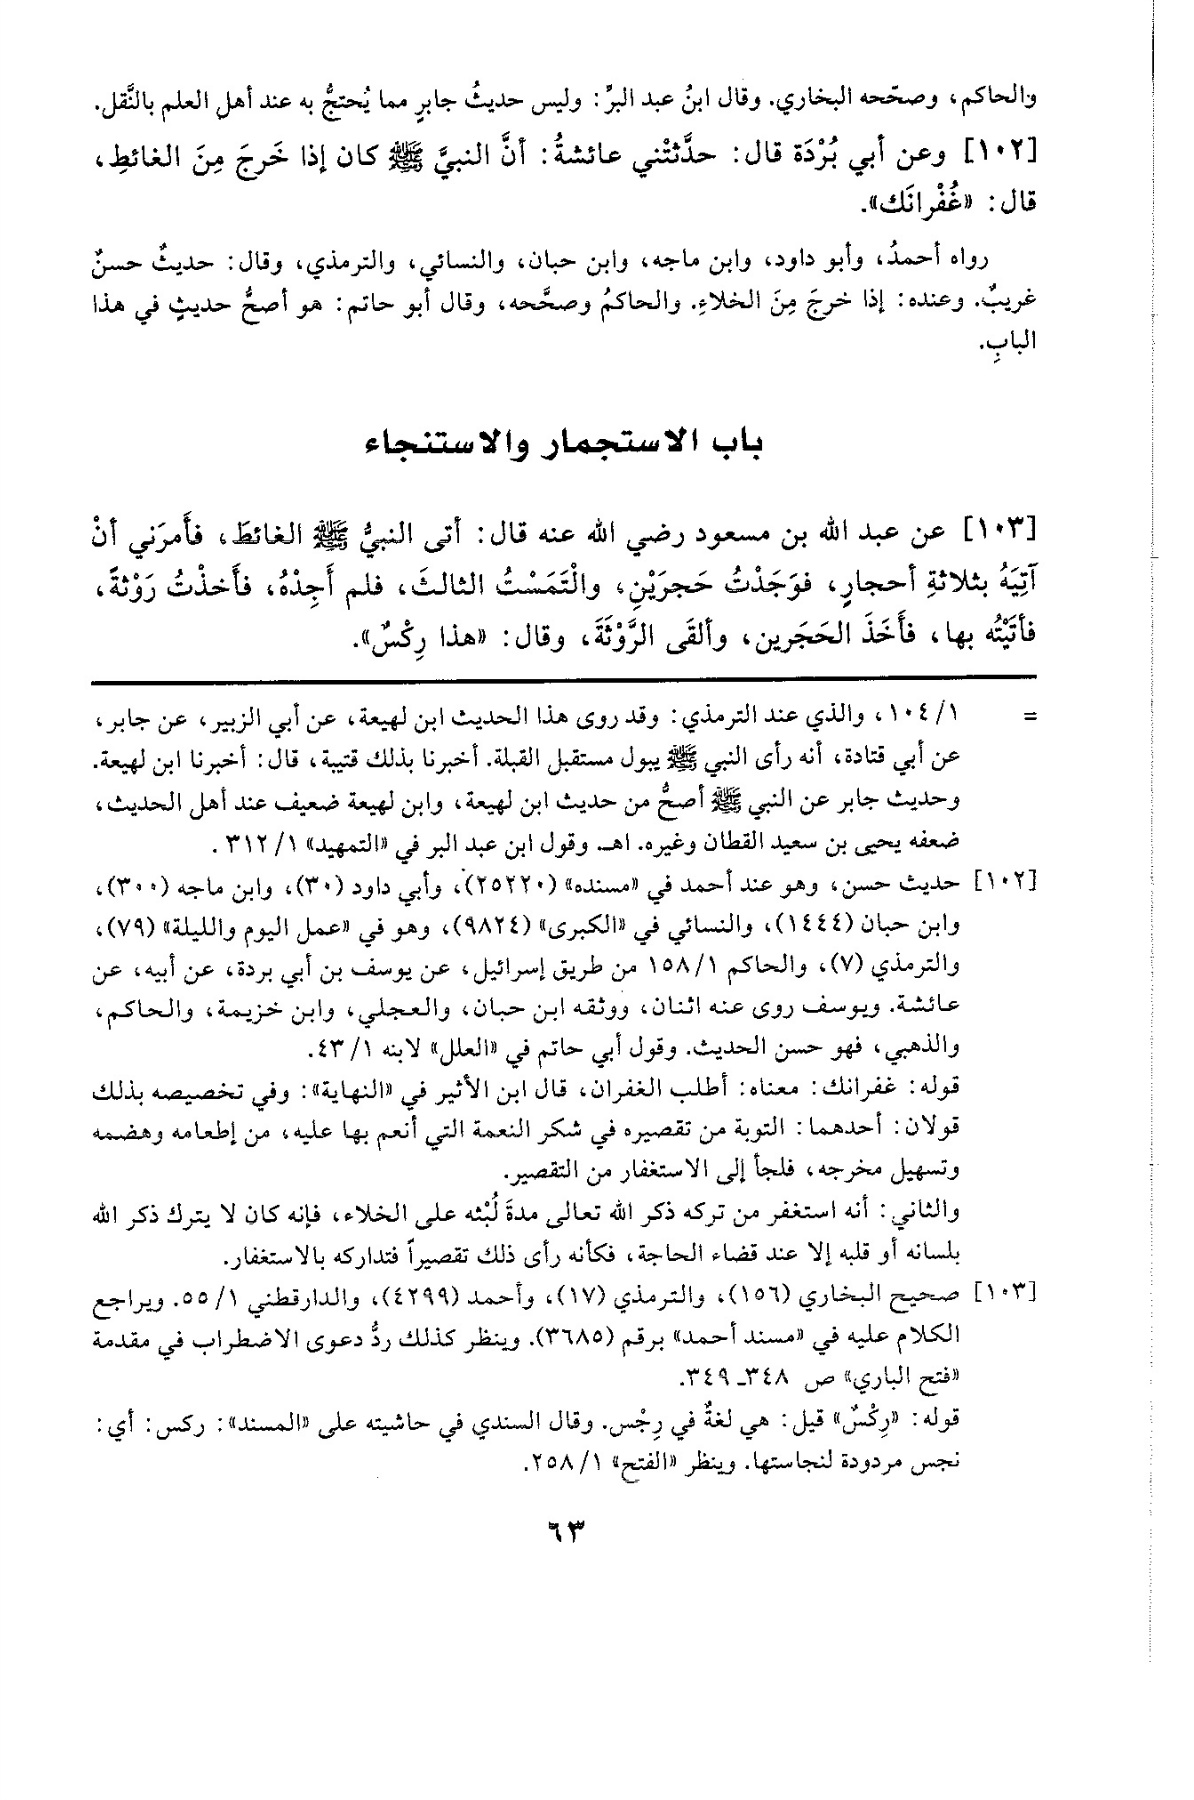 والحاكم، وصحّحه البخاري. وقال ابنُ عبد البرِّ: وليس حديثُ جابرٍ مما يُحتجُّ به عند أهلِ العلم بالنَّقل.
[١٠٢] وعن أبي بُرْدَة قال: حدَّثتْني عائشةُ: أنَّ النبيَّ ﷺ كان إذا خَرجَ مِنَ الغائطِ،
قال: «غُفْرانَك».
رواه أحمدُ، وأبو داود، وابن ماجه، وابن حبان، والنسائي، والترمذي، وقال: حديثٌ حسنٌ
غريبٌ. وعنده: إذا خرجَ مِنَ الخلاءِ. والحاكمُ وصحَّحه، وقال أبو حاتم: هو أصحُّ حديثٍ في هذا
البابِ.
باب الاستجمار والاستنجاء
[١٠٣] عن عبد الله بن مسعود رضي الله عنه قال: أتى النبيُّ ﷺ الغائطَ، فأَمرَني أنْ
آتِيَهُ بثلاثةِ أحجارٍ، فوَجَدْتُ حَجرَيْنِ، والْتَمَسْتُ الثالثَ، فلم أَجِدْهُ، فأَخذْتُ رَوْثةً،
فأتَيْتُه بها، فأَخَذَ الحَجَرين، وألقَى الرَّوْثَةَ، وقال: «هذا رِكْسٌ».
= ١/ ١٠٤، والذي عند الترمذي: وقد روى هذا الحديث ابن لهيعة، عن أبي الزبير، عن جابر،
عن أبي قتادة، أنه رأى النبي ﷺ يبول مستقبل القبلة. أخبرنا بذلك قتيبة، قال: أخبرنا ابن لهيعة.
وحديث جابر عن النبي ﷺ أصحُّ من حديث ابن لهيعة، وابن لهيعة ضعيف عند أهل الحديث،
ضعفه يحيى بن سعيد القطان وغيره. اهـ. وقول ابن عبد البر في «التمهيد» ١/ ٣١٢ .
[١٠٢] حديث حسن، وهو عند أحمد في «مسنده» (٢٥٢٢٠)، وأبي داود (٣٠)، وابن ماجه (٣٠٠)،
وابن حبان (١٤٤٤)، والنسائي في «الكبرى» (٩٨٢٤)، وهو في «عمل اليوم والليلة» (٧٩)،
والترمذي (٧)، والحاكم ١/ ١٥٨ من طريق إسرائيل، عن يوسف بن أبي بردة، عن أبيه، عن
عائشة. ويوسف روى عنه اثنان، ووثقه ابن حبان، والعجلي، وابن خزيمة، والحاكم،
والذهبي، فهو حسن الحديث. وقول أبي حاتم في «العلل» لابنه ١/ ٤٣.
قوله: غفرانك: معناه: أطلب الغفران، قال ابن الأثير في «النهاية»: وفي تخصيصه بذلك
قولان: أحدهما: التوبة من تقصيره في شكر النعمة التي أنعم بها عليه، من إطعامه وهضمه
وتسهيل مخرجه، فلجأ إلى الاستغفار من التقصير.
والثاني: أنه استغفر من تركه ذكر الله تعالى مدةَ لُبْثه على الخلاء، فإنه كان لا يترك ذكر الله
بلسانه أو قلبه إلا عند قضاء الحاجة، فكأنه رأى ذلك تقصيراً فتداركه بالاستغفار.
[١٠٣] صحيح البخاري (١٥٦)، والترمذي (١٧)، وأحمد (٤٢٩٩)، والدارقطني ١/ ٥٥. ويراجع
الكلام عليه في «مسند أحمد» برقم (٣٦٨٥). وينظر كذلك ردُّ دعوى الاضطراب في مقدمة
«فتح الباري» ص ٣٤٨ـ ٣٤٩.
قوله: «رِكْسٌ» قيل: هي لغةٌ في رِجْس. وقال السندي في حاشيته على «المسند»: ركس: أي:
نجس مردودة لنجاستها. وينظر «الفتح» ١/ ٢٥٨.
٦٣